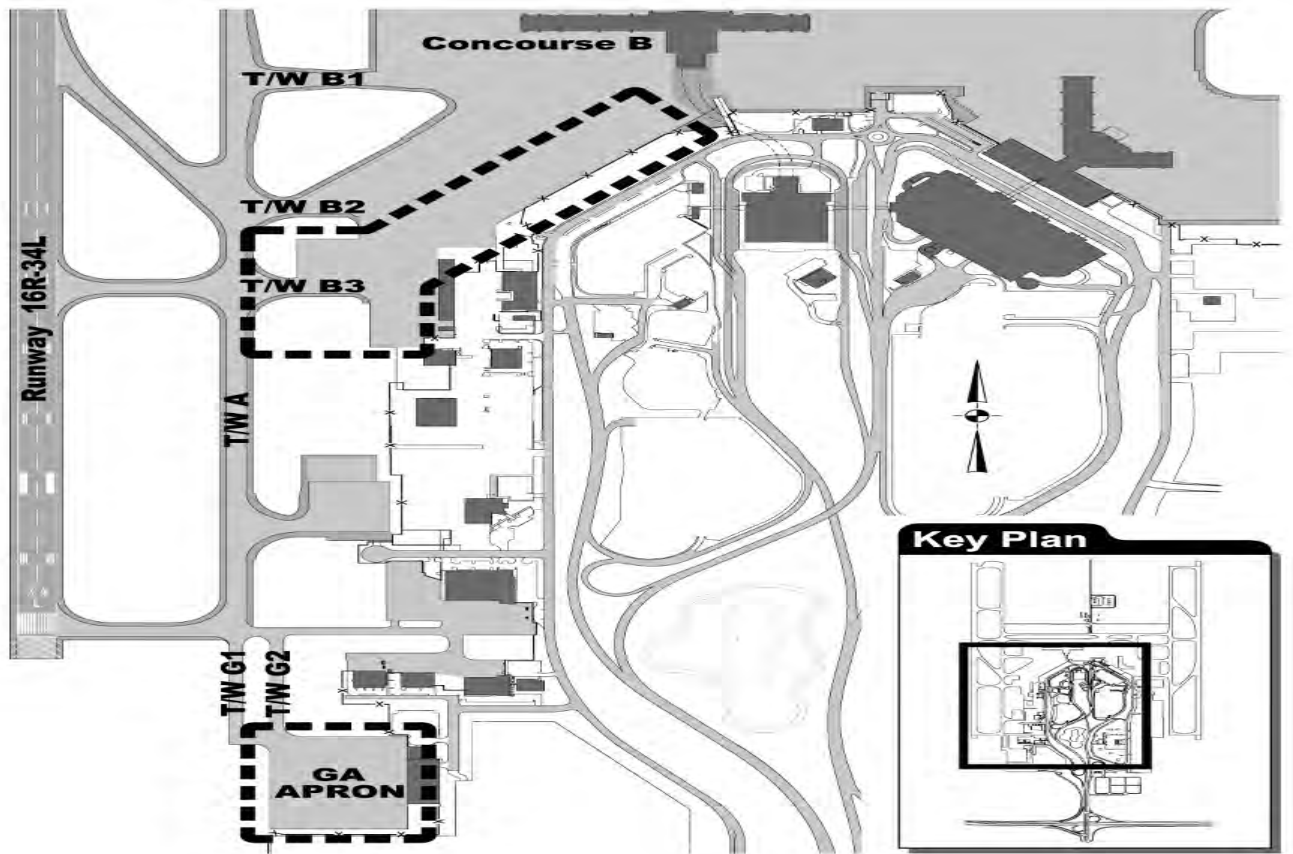 Concourse B
T/W B1
T/W B2
T/W B3
Runway 16R-34L
T/W A
T/W G1
T/W G2
GA
APRON
Key Plan